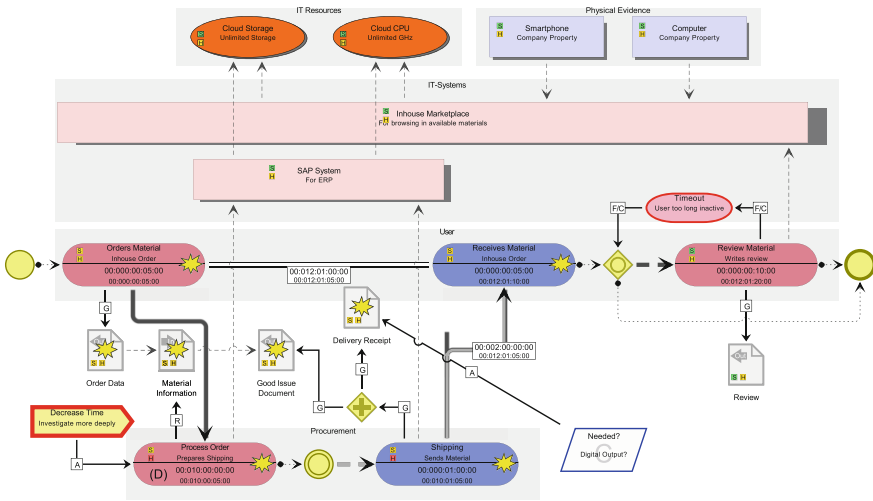 IT Resources
Physical Evidence
Cloud Storage
Unlimited Storage
S
H
Cloud CPU
Unlimited GHz
S
H
Smartphone
Company Property
S
H
Computer
Company Property
S
H
IT-Systems
Inhouse Marketplace
For browsing in available materials
S
H
SAP System
For ERP
S
H
Timeout
User too long inactive
F/C
F/C
User
Orders Material
Inhouse Order
00:000:00:05:00
00:000:00:05:00
S
H
00:012:01:00:00
00:012:01:05:00
Receives Material
Inhouse Order
00:000:00:05:00
00:012:01:10:00
S
H
Review Material
Writes review
00:000:00:10:00
00:012:01:20:00
S
H
G
G
S H
Delivery Receipt
00:002:00:00:00
00:012:01:05:00
S H
Order Data
S H
Material
Information
S H
Good Issue
Document
G
A
S H
Review
Decrease Time
Investigate more deeply
R
G
G
Procurement
Needed?
Digital Output?
A
Process Order
Prepares Shipping
00:010:00:00:00
00:010:00:05:00
(D)
S
H
Shipping
Sends Material
00:000:01:00:00
00:010:01:05:00
S
H